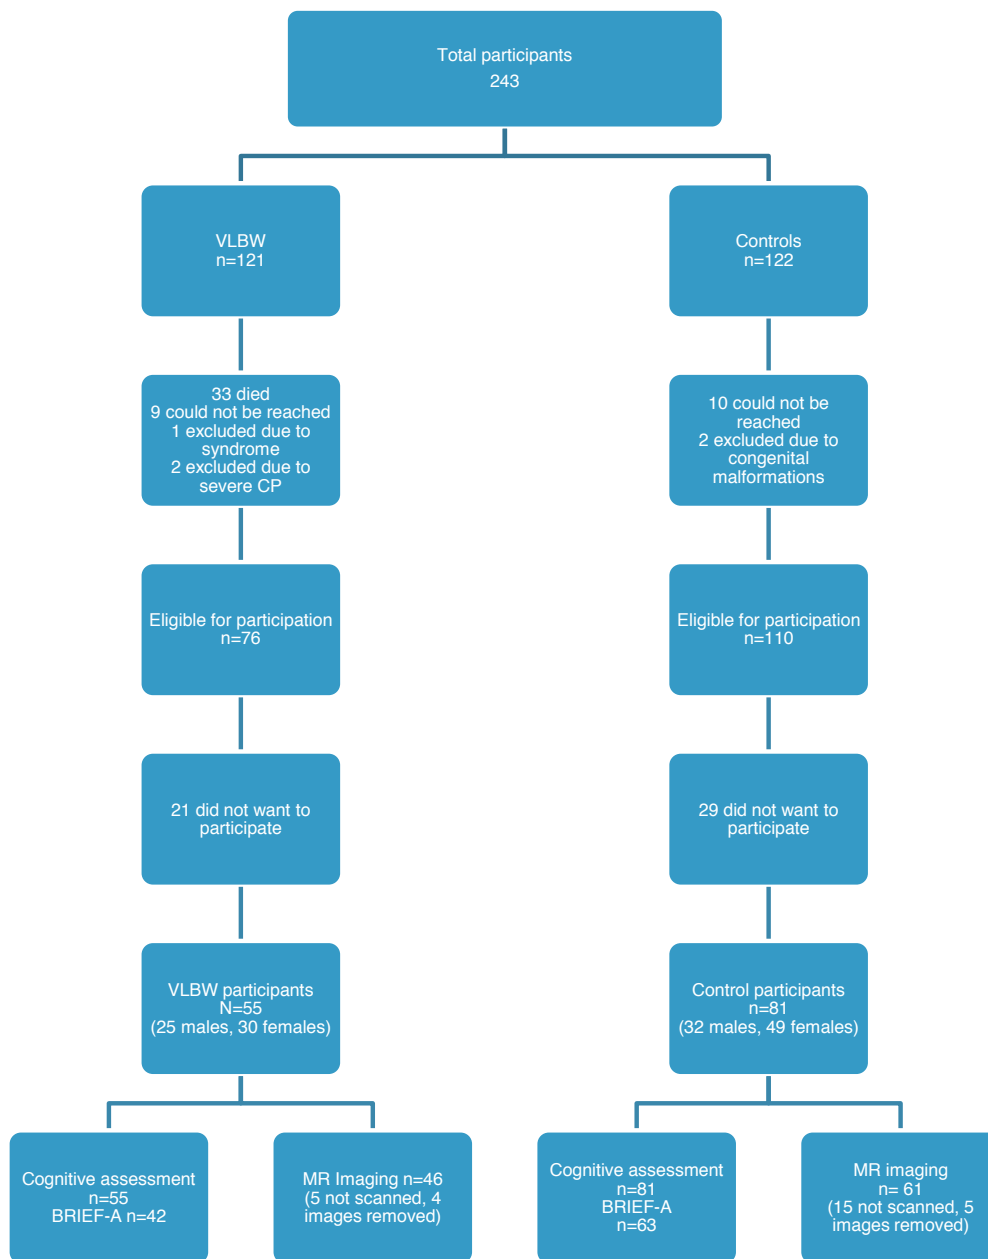 Total participants
243
VLBW
n=121
Controls
n=122
33 died
9 could not be reached
1 excluded due to
syndrome
2 excluded due to
severe CP
10 could not be
reached
2 excluded due to
congenital
malformations
Eligible for participation
n=76
Eligible for participation
n=110
21 did not want to
participate
29 did not want to
participate
VLBW participants
N=55
(25 males, 30 females)
Control participants
n=81
(32 males, 49 females)
Cognitive assessment
n=55
BRIEF-A n=42
MR Imaging n=46
(5 not scanned, 4
images removed)
Cognitive assessment
n=81
BRIEF-A
n=63
MR imaging
n= 61
(15 not scanned, 5
images removed)